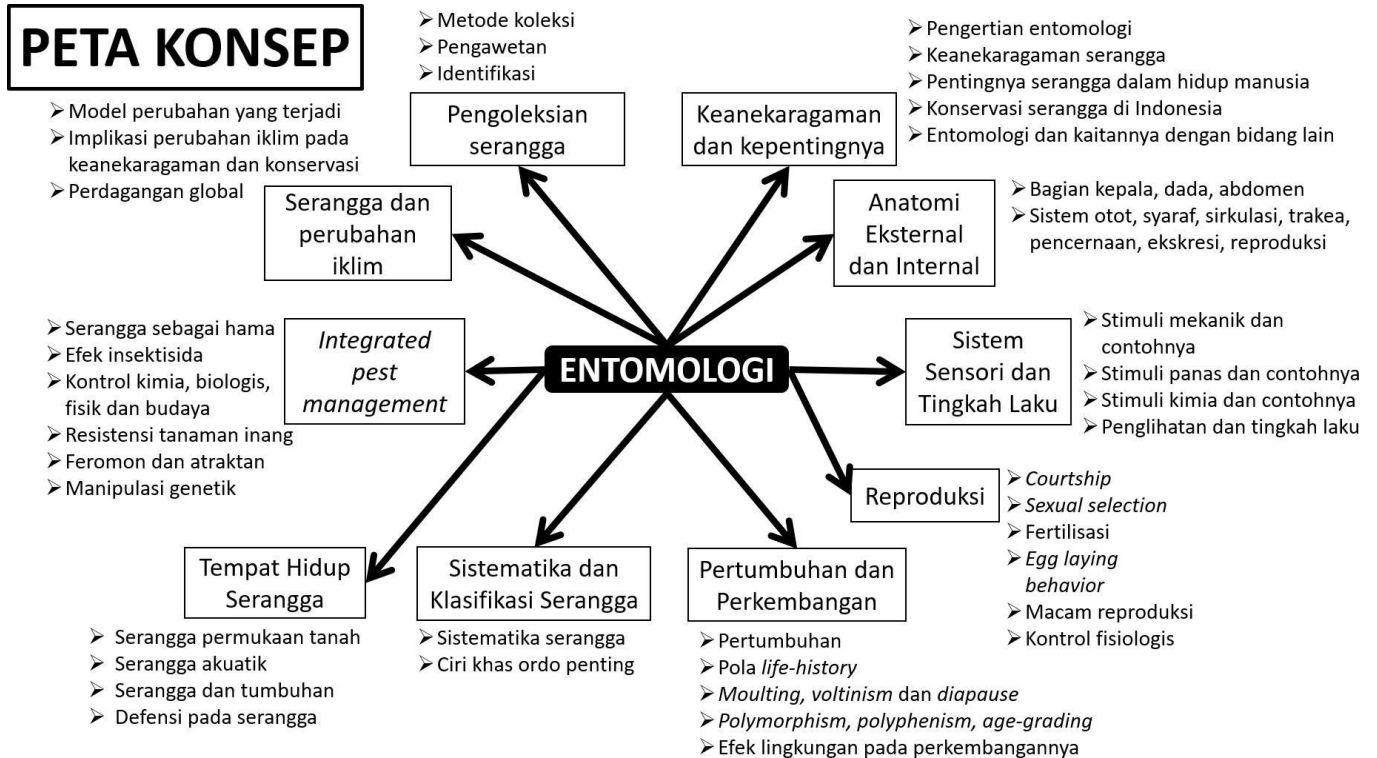 PETA KONSEP
➢Metode koleksi
➢Pengawetan
➢Identifikasi
Pengoleksian
serangga
➢Pengertian entomologi
➢Keanekaragaman serangga
➢Pentingnya serangga dalam hidup manusia
➢Konservasi serangga di Indonesia
➢Entomologi dan kaitannya dengan bidang lain
Keanekaragaman
dan kepentingnya
➢Model perubahan yang terjadi
➢Implikasi perubahan iklim pada
keanekaragaman dan konservasi
➢Perdagangan global
Serangga dan
perubahan
iklim
Anatomi
Eksternal
dan Internal
➢Bagian kepala, dada, abdomen
➢Sistem otot, syaraf, sirkulasi, trakea,
pencernaan, ekskresi, reproduksi
➢Serangga sebagai hama
➢Efek insektisida
➢Kontrol kimia, biologis,
fisik dan budaya
➢Resistensi tanaman inang
➢Feromon dan atraktan
➢Manipulasi genetik
Integrated
pest
management
ENTOMOLOGI
Sistem
Sensori dan
Tingkah Laku
➢Stimuli mekanik dan
contohnya
➢Stimuli panas dan contohnya
➢Stimuli kimia dan contohnya
➢Penglihatan dan tingkah laku
Reproduksi
➢Courtship
➢Sexual selection
➢Fertilisasi
➢Egg laying
behavior
➢Macam reproduksi
➢Kontrol fisiologis
Tempat Hidup
Serangga
➢ Serangga permukaan tanah
➢ Serangga akuatik
➢ Serangga dan tumbuhan
➢ Defensi pada serangga
Sistematika dan
Klasifikasi Serangga
➢Sistematika serangga
➢Ciri khas ordo penting
Pertumbuhan dan
Perkembangan
➢Pertumbuhan
➢Pola life-history
➢Moulting, voltinism dan diapause
➢Polymorphism, polyphenism, age-grading
➢Efek lingkungan pada perkembangannya